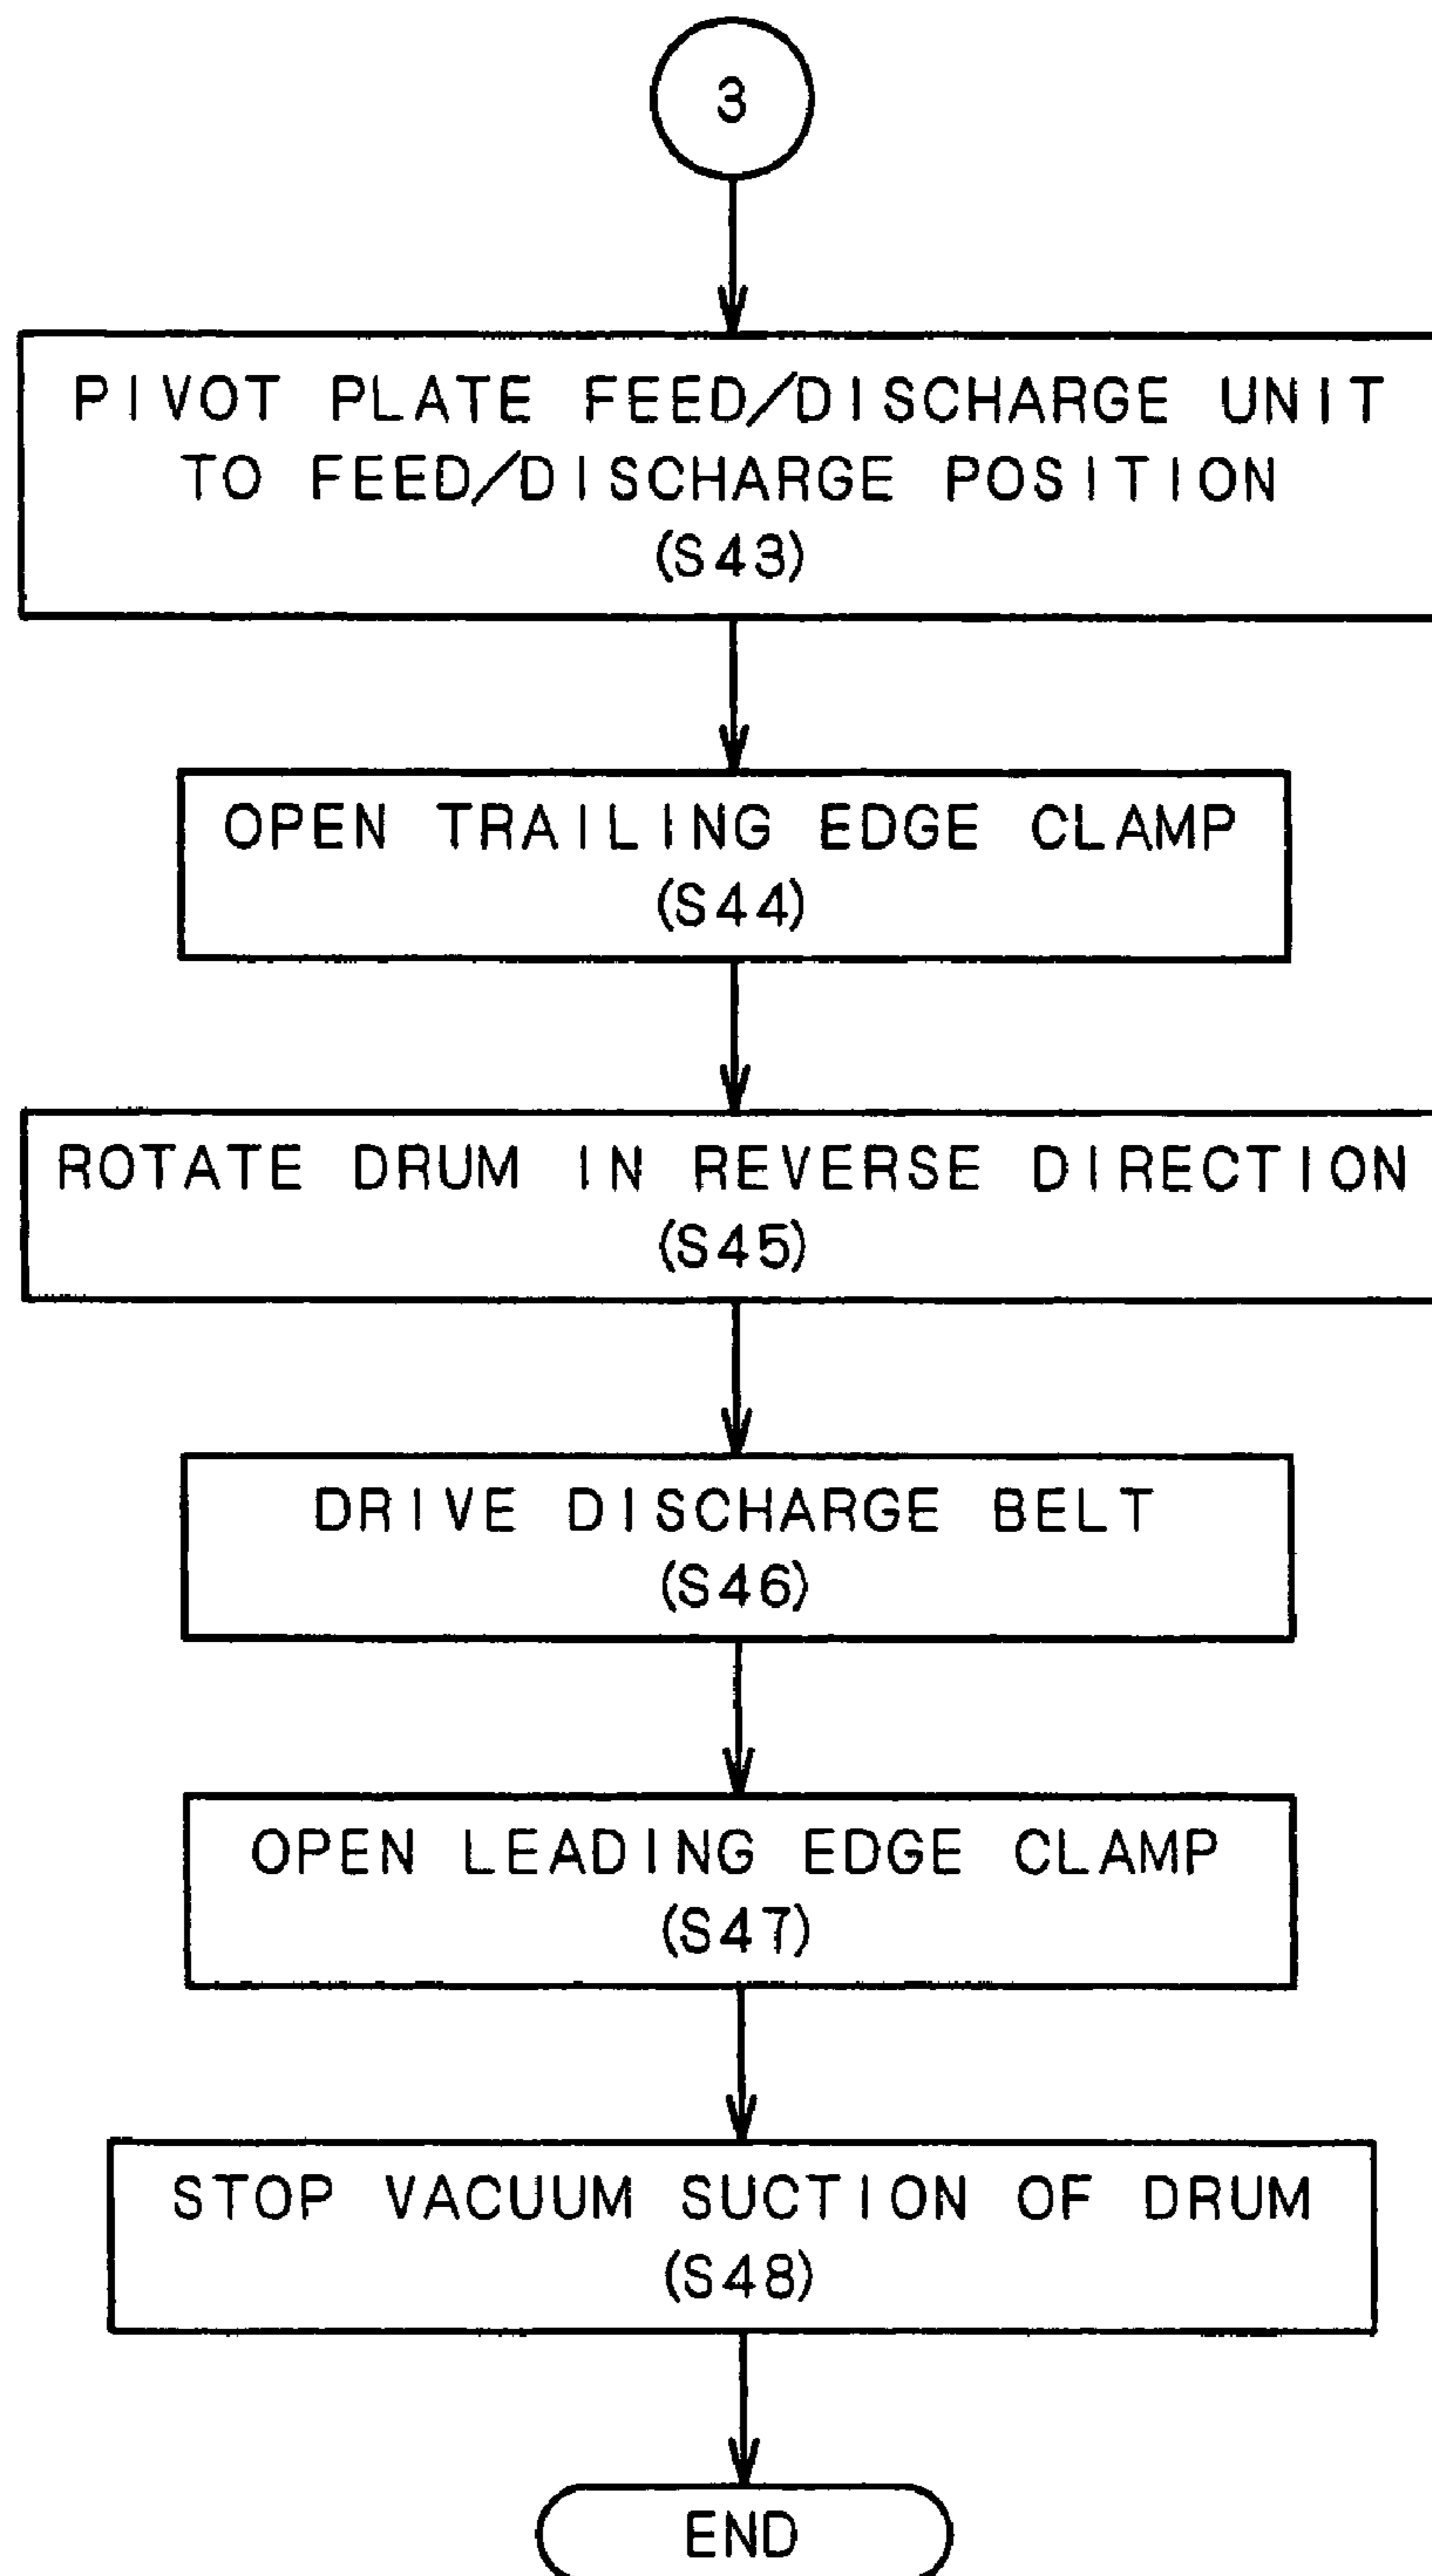 3
PIVOT PLATE FEED/DISCHARGE UNIT
TO FEED/DISCHARGE POSITION
(S43)
OPEN TRAILING EDGE CLAMP
(S44)
ROTATE DRUM IN REVERSE DIRECTION
(S45)
DRIVE DISCHARGE BELT
(S46)
OPEN LEADING EDGE CLAMP
(S47)
STOP VACUUM SUCTION OF DRUM
(S48)
END